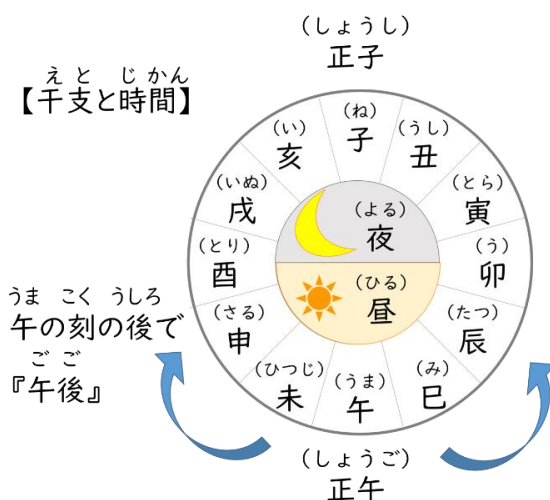 (しょうし)
正子
えと じかん
【干支と時間】
(ね)
子
(うし)
丑
(とら)
寅
(う)
卯
(たつ)
辰
(み)
巳
(うま)
午
(ひつじ)
未
(さる)
申
(とり)
酉
(いぬ)
戌
(い)
亥
(よる)
夜
(ひる)
昼
うま こく うしろ
午の刻の後で
ごご
『午後』
(しょうご)
正午